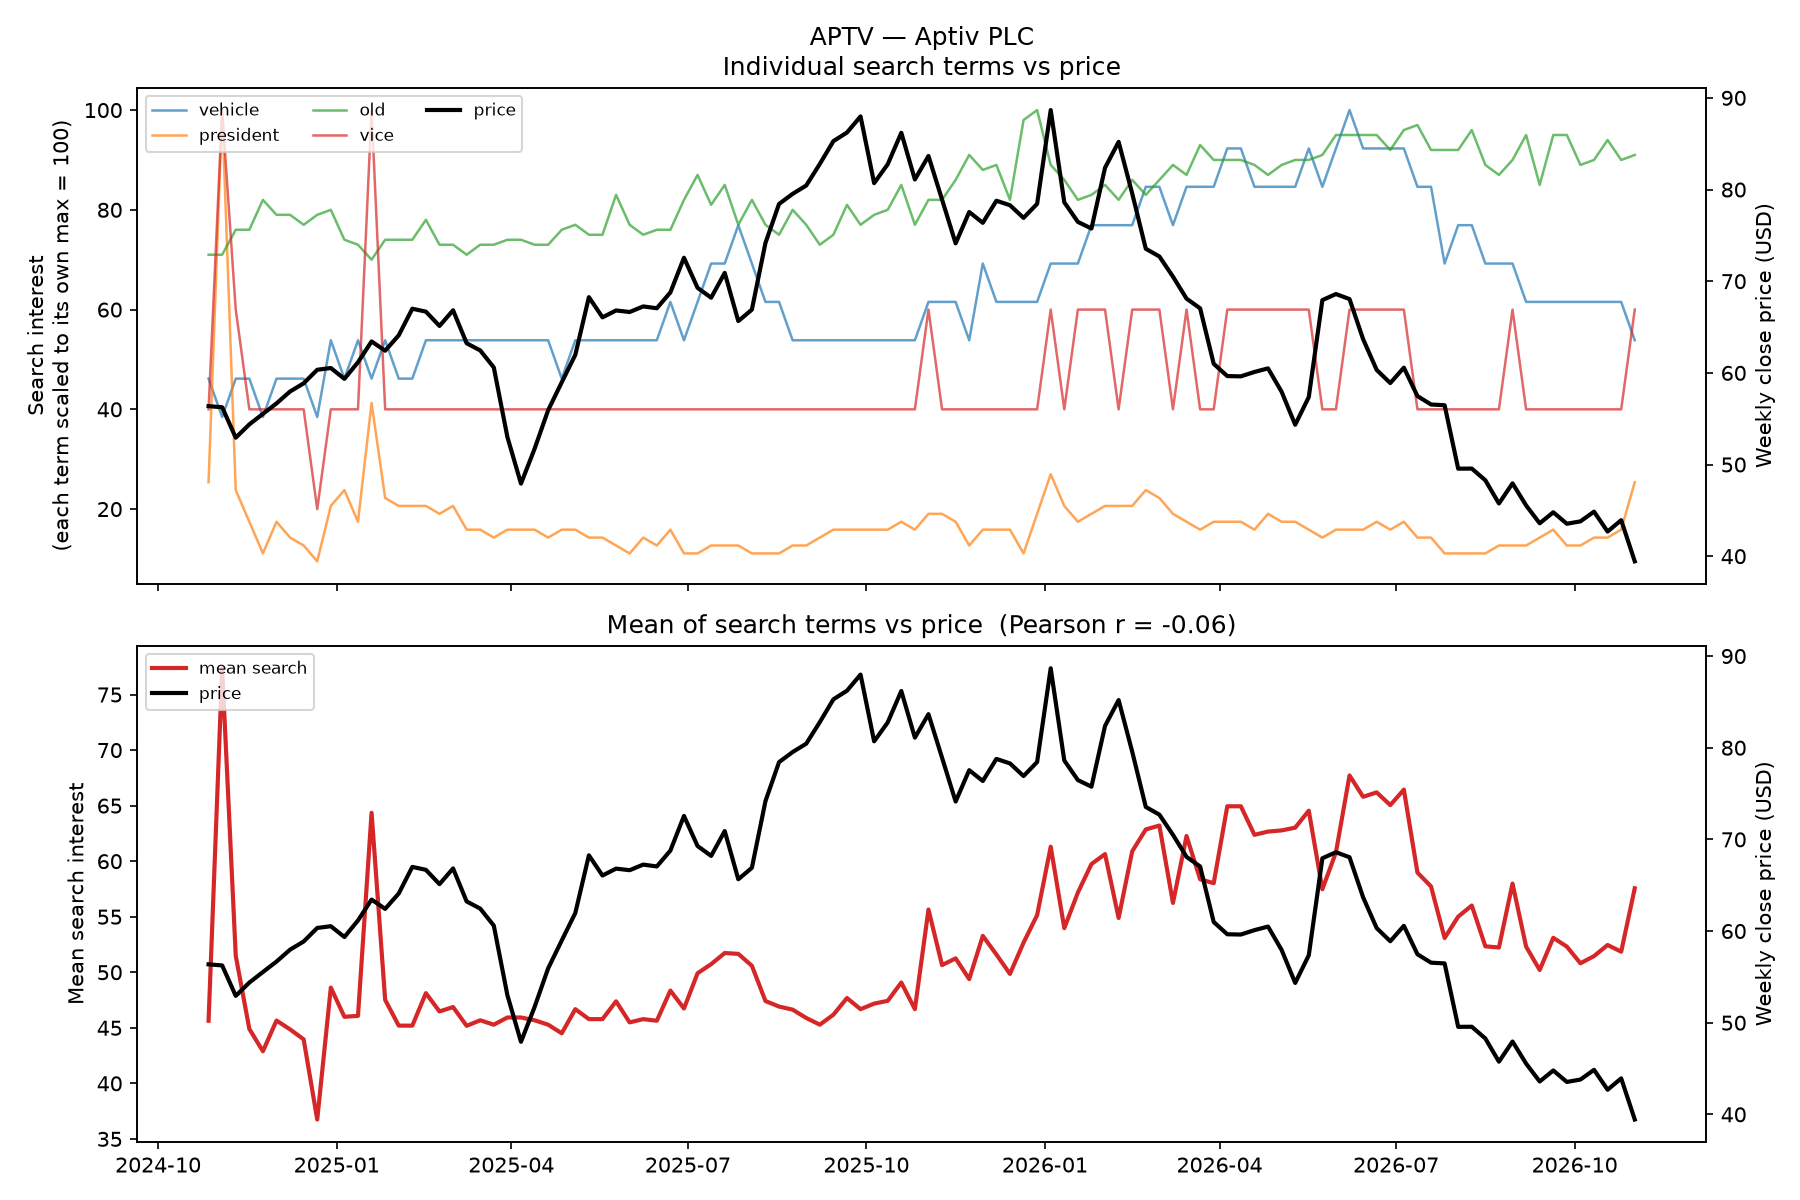 APTV — Aptiv PLC
Individual search terms vs price
vehicle
president
old
vice
price
Search interest
(each term scaled to its own max = 100)
100
80
60
40
20
90
80
70
60
50
40
Weekly close price (USD)
Mean of search terms vs price (Pearson r = -0.06)
mean search
price
Mean search interest
75
70
65
60
55
50
45
40
35
90
80
70
60
50
40
Weekly close price (USD)
2024-10
2025-01
2025-04
2025-07
2025-10
2026-01
2026-04
2026-07
2026-10